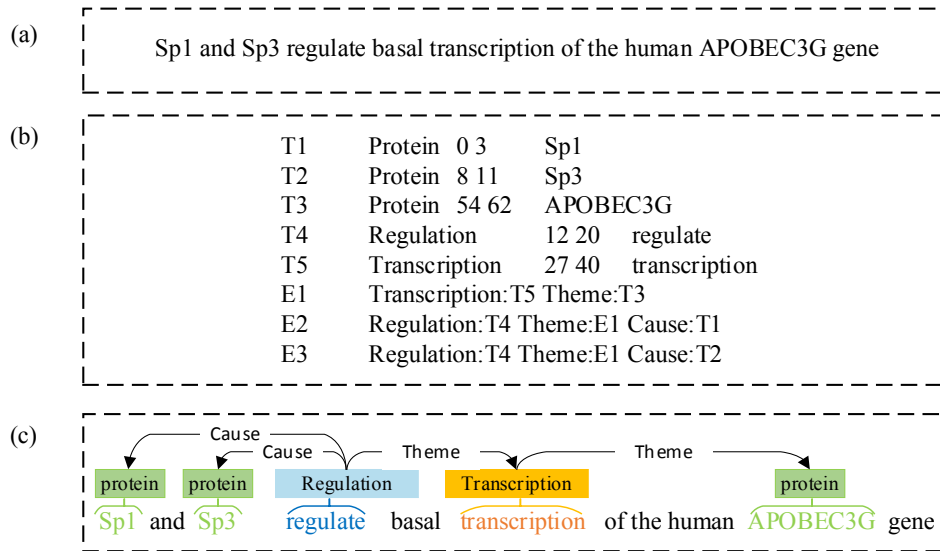 (a)
Sp1 and Sp3 regulate basal transcription of the human APOBEC3G gene
(b)
T1 Protein 0 3 Sp1
T2 Protein 8 11 Sp3
T3 Protein 54 62 APOBEC3G
T4 Regulation 12 20 regulate
T5 Transcription 27 40 transcription
E1 Transcription:T5 Theme:T3
E2 Regulation:T4 Theme:E1 Cause:T1
E3 Regulation:T4 Theme:E1 Cause:T2
(c)
Cause
Cause Theme Theme
protein protein Regulation Transcription protein
Sp1 and Sp3 regulate basal transcription of the human APOBEC3G gene